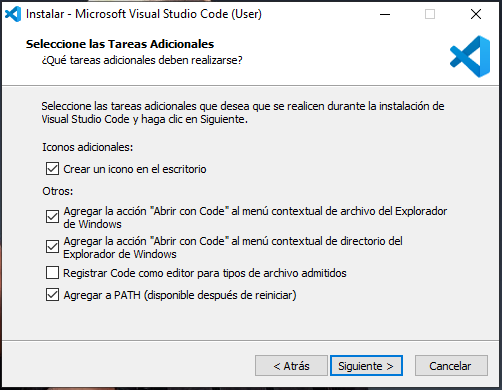 Instalar - Microsoft Visual Studio Code (User)
Seleccione las Tareas Adicionales
¿Qué tareas adicionales deben realizarse?
Seleccione las tareas adicionales que desea que se realicen durante la instalación de
Visual Studio Code y haga clic en Siguiente.
Iconos adicionales:
Crear un icono en el escritorio
Otros:
Agregar la acción "Abrir con Code" al menú contextual de archivo del Explorador
de Windows
Agregar la acción "Abrir con Code" al menú contextual de directorio del
Explorador de Windows
Registrar Code como editor para tipos de archivo admitidos
Agregar a PATH (disponible después de reiniciar)
< Atrás
Siguiente >
Cancelar